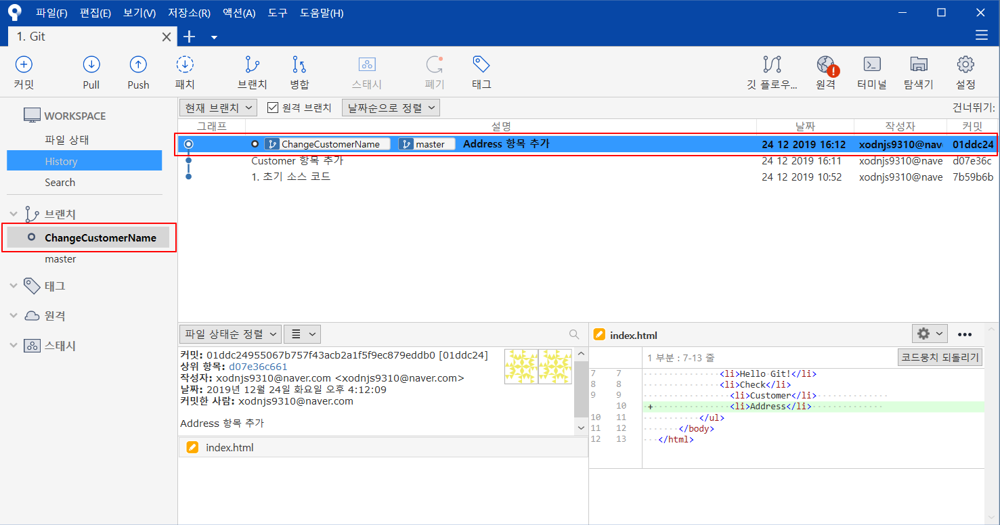 파일(F) 편집(E) 보기(V) 저장소(R) 액션(A) 도구 도움말(H)
1. Git
커밋 Pull Push 패치 브랜치 병합 스태시 폐기 태그 깃 플로우... 원격 터미널 탐색기 설정
WORKSPACE
파일 상태
History
Search
브랜치
ChangeCustomerName
master
태그
원격
스태시
현재 브랜치 원격 브랜치 날짜순으로 정렬 건너뛰기:
그래프 설명 날짜 작성자 커밋
ChangeCustomerName master Address 항목 추가 24 12 2019 16:12 xodnjs9310@nav 01ddc24
Customer 항목 추가 24 12 2019 16:11 xodnjs9310@nave d07e36c
1. 초기 소스 코드 24 12 2019 10:52 xodnjs9310@nave 7b59b6b
파일 상태순 정렬
커밋: 01ddc24955067b757f43acb2a1f5f9ec879eddb0 [01ddc24]
상위 항목: d07e36c661
작성자: xodnjs9310@naver.com <xodnjs9310@naver.com>
날짜: 2019년 12월 24일 화요일 오후 4:12:09
커밋한 사람: xodnjs9310@naver.com
Address 항목 추가
index.html
index.html
1 부분 : 7-13 줄 코드뭉치 되돌리기
7 7 <li>Hello Git!</li>
8 8 <li>Check</li>
9 9 <li>Customer</li>
10 + <li>Address</li>
10 11 </ul>
11 12 </body>
12 13 </html>